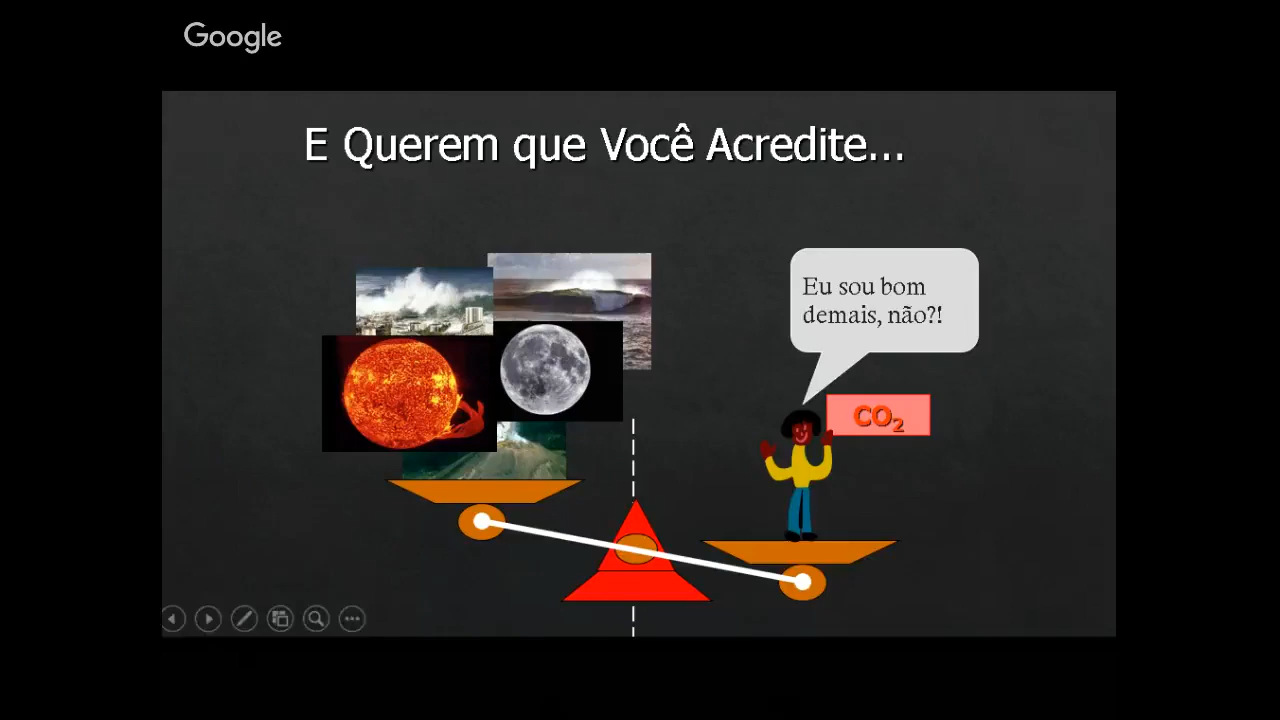 Google
E Querem que Você Acredite...
Eu sou bom
demais, não?!
CO₂